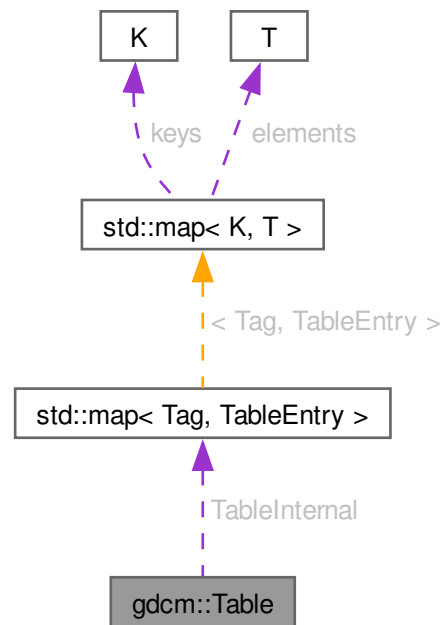 K
T
keys
elements
std::map< K, T >
< Tag, TableEntry >
std::map< Tag, TableEntry >
TableInternal
gdcm::Table